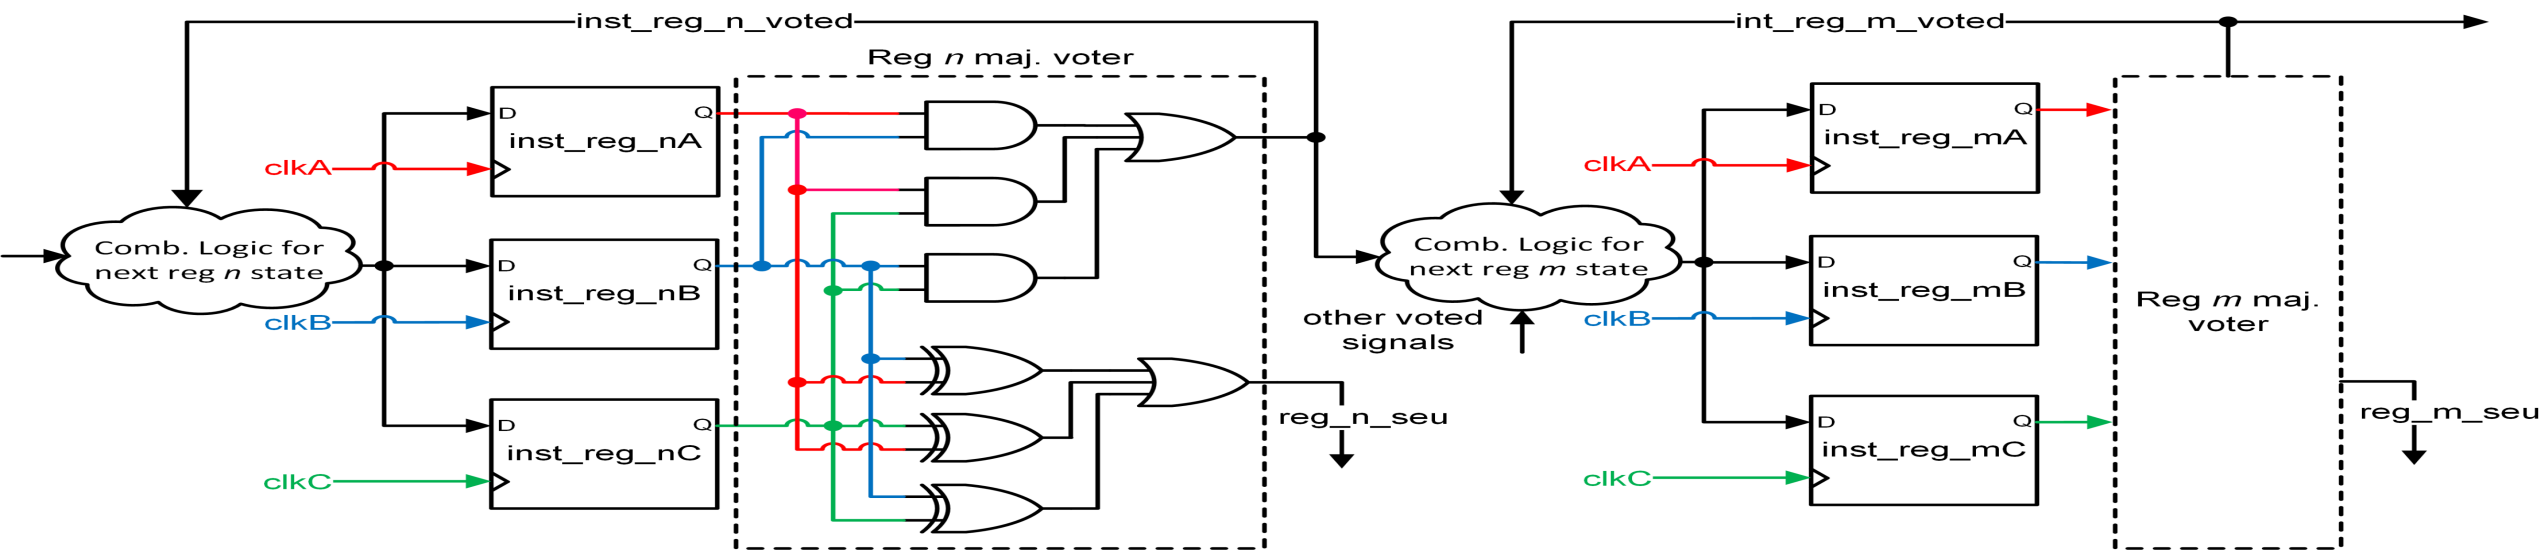 inst_reg_n_voted
int_reg_m_voted
Reg n maj. voter
D
Q
inst_reg_nA
clkA
Comb. Logic for
next reg n state
D
Q
inst_reg_nB
clkB
D
Q
inst_reg_nC
clkC
reg_n_seu
Comb. Logic for
next reg m state
other voted
signals
D
Q
inst_reg_mA
clkA
D
Q
inst_reg_mB
clkB
D
Q
inst_reg_mC
clkC
Reg m maj.
voter
reg_m_seu